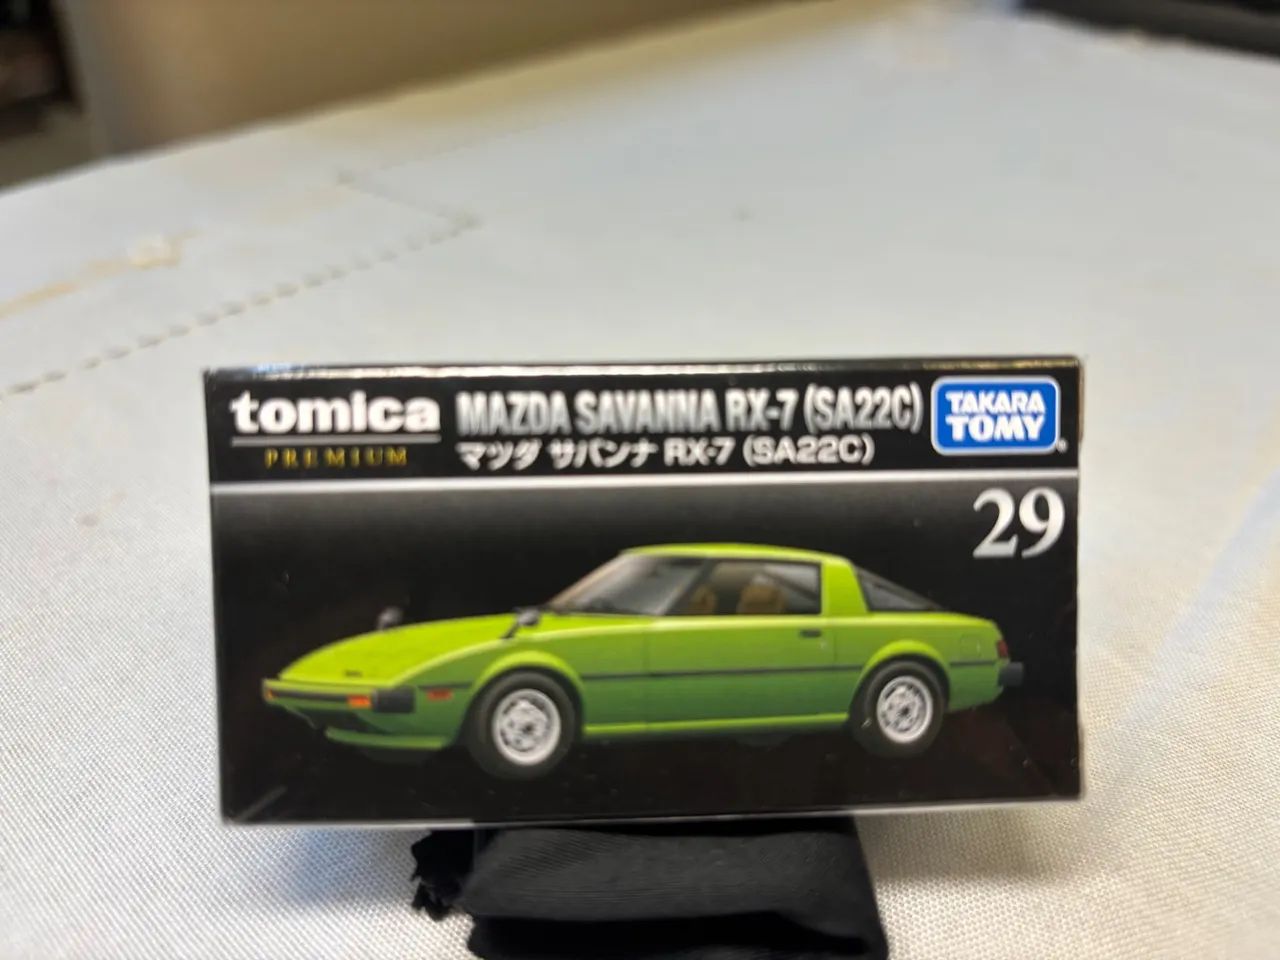 tomica
PREMIUM
MAZDA SAVANNA RX-7 (SA22C)
マツダ サバンナ RX-7 (SA22C)
TAKARA
TOMY
29